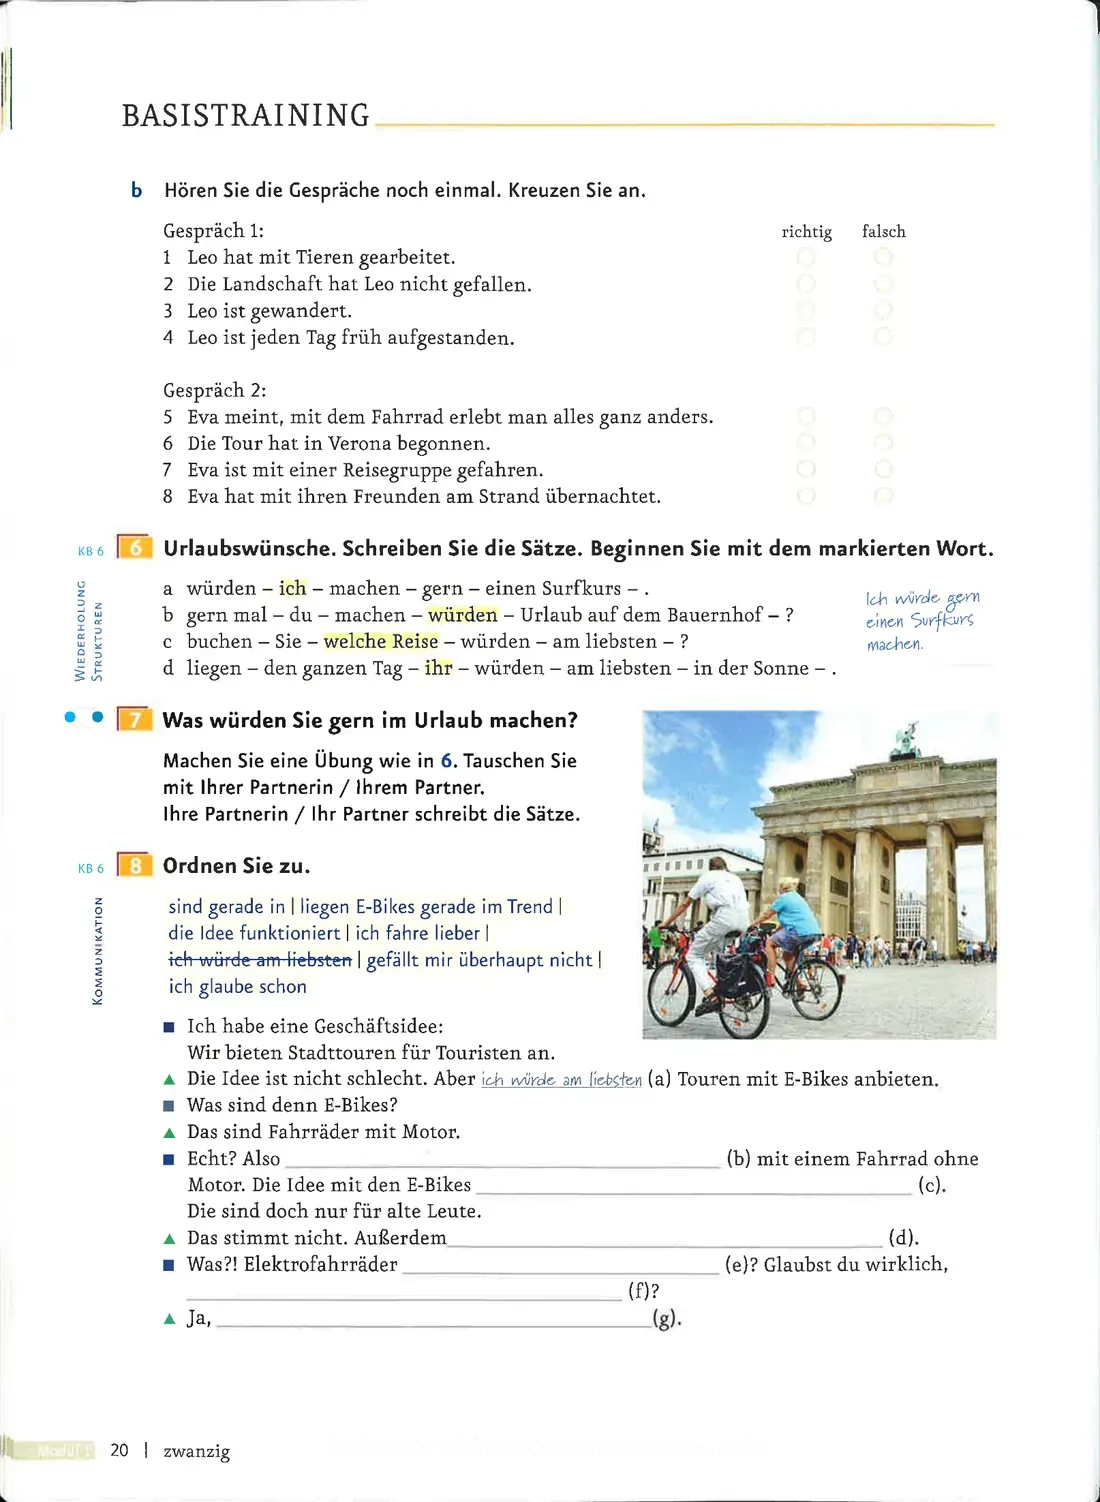 BASISTRAINING
b Hören Sie die Gespräche noch einmal. Kreuzen Sie an.
Gespräch 1: richtig falsch
1 Leo hat mit Tieren gearbeitet.
2 Die Landschaft hat Leo nicht gefallen.
3 Leo ist gewandert.
4 Leo ist jeden Tag früh aufgestanden.
Gespräch 2:
5 Eva meint, mit dem Fahrrad erlebt man alles ganz anders.
6 Die Tour hat in Verona begonnen.
7 Eva ist mit einer Reisegruppe gefahren.
8 Eva hat mit ihren Freunden am Strand übernachtet.
KB 6 6 Urlaubswünsche. Schreiben Sie die Sätze. Beginnen Sie mit dem markierten Wort.
WIEDERHOLUNG
STRUKTUREN
a würden – ich – machen – gern – einen Surfkurs – .
b gern mal – du – machen – würden – Urlaub auf dem Bauernhof – ?
c buchen – Sie – welche Reise – würden – am liebsten – ?
d liegen – den ganzen Tag – ihr – würden – am liebsten – in der Sonne – .
Ich würde gern
einen Surfkurs
machen.
7 Was würden Sie gern im Urlaub machen?
Machen Sie eine Übung wie in 6. Tauschen Sie
mit Ihrer Partnerin / Ihrem Partner.
Ihre Partnerin / Ihr Partner schreibt die Sätze.
KB 6 8 Ordnen Sie zu.
KOMMUNIKATION
sind gerade in | liegen E-Bikes gerade im Trend |
die Idee funktioniert | ich fahre lieber |
ich würde am liebsten | gefällt mir überhaupt nicht |
ich glaube schon
■ Ich habe eine Geschäftsidee:
Wir bieten Stadttouren für Touristen an.
▲ Die Idee ist nicht schlecht. Aber ich würde am liebsten (a) Touren mit E-Bikes anbieten.
■ Was sind denn E-Bikes?
▲ Das sind Fahrräder mit Motor.
■ Echt? Also ____ (b) mit einem Fahrrad ohne
Motor. Die Idee mit den E-Bikes ____ (c).
Die sind doch nur für alte Leute.
▲ Das stimmt nicht. Außerdem ____ (d).
■ Was?! Elektrofahrräder ____ (e)? Glaubst du wirklich,
____ (f)?
▲ Ja, ____ (g).
Modul 1 20 | zwanzig